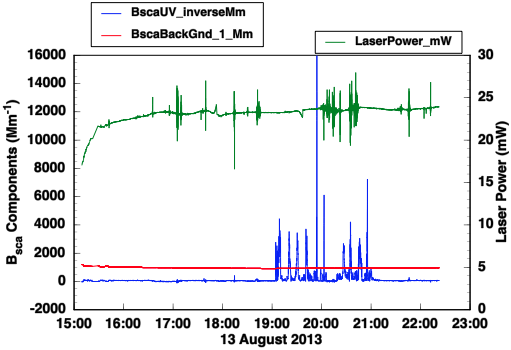 BscaUV_inverseMm
BscaBackGnd_1_Mm
LaserPower_mW
16000
14000
12000
10000
8000
6000
4000
2000
0
-2000
B_sca Components (Mm⁻¹)
30
25
20
15
10
5
0
Laser Power (mW)
15:00 16:00 17:00 18:00 19:00 20:00 21:00 22:00 23:00
13 August 2013